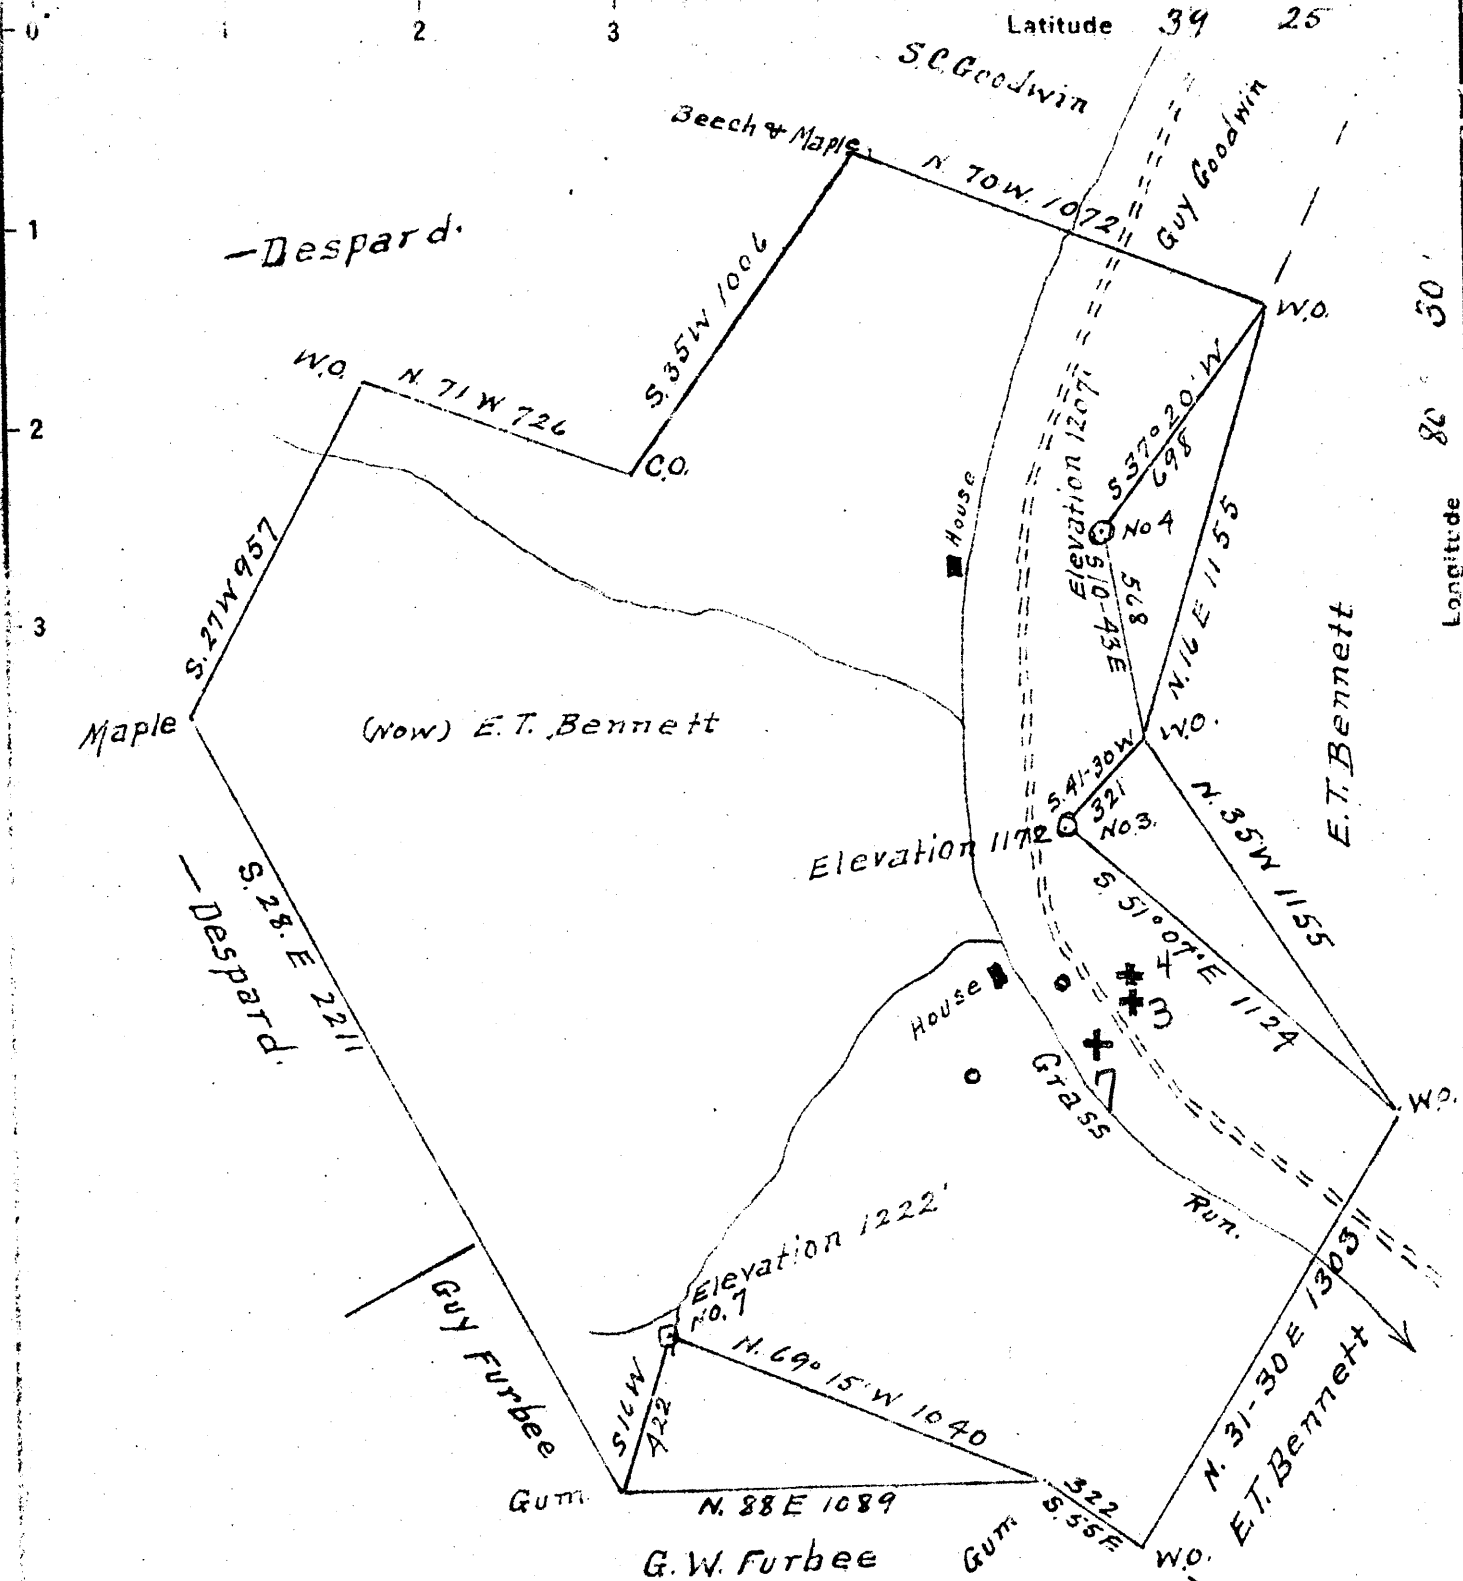 0
1
2
3
Latitude 39 25
S.C. Goodwin
Beech & Maple.
N. 70 W. 1072
Guy Goodwin
1
—Despard.
S. 35 W 1006
W.O.
30'
W.O.
N. 71 W 726
C.O.
2
80°
S 37° 20' W
698
Elevation 1207'
House
No 4
Longitude
S 10-43 E
568
N. 16 E 1155
S. 27 W 957
3
E.T. Bennett
Maple
(Now) E.T. Bennett
W.O.
S. 41-30 W
321
No 3.
N. 35 W 1155
Elevation 1172
S. 28. E 2211
—Despard.
S. 51° 07' E 1124
4
3
House
7
Grass
Run.
W.O.
Elevation 1222'
No. 7
Guy Furbee
N. 69° 15' W 1040
S 16 W
422
N. 31-30 E 1303
E.T. Bennett
Gum.
N. 88 E 1089
322
S. 55 E.
Gum
G.W. Furbee
W.O.